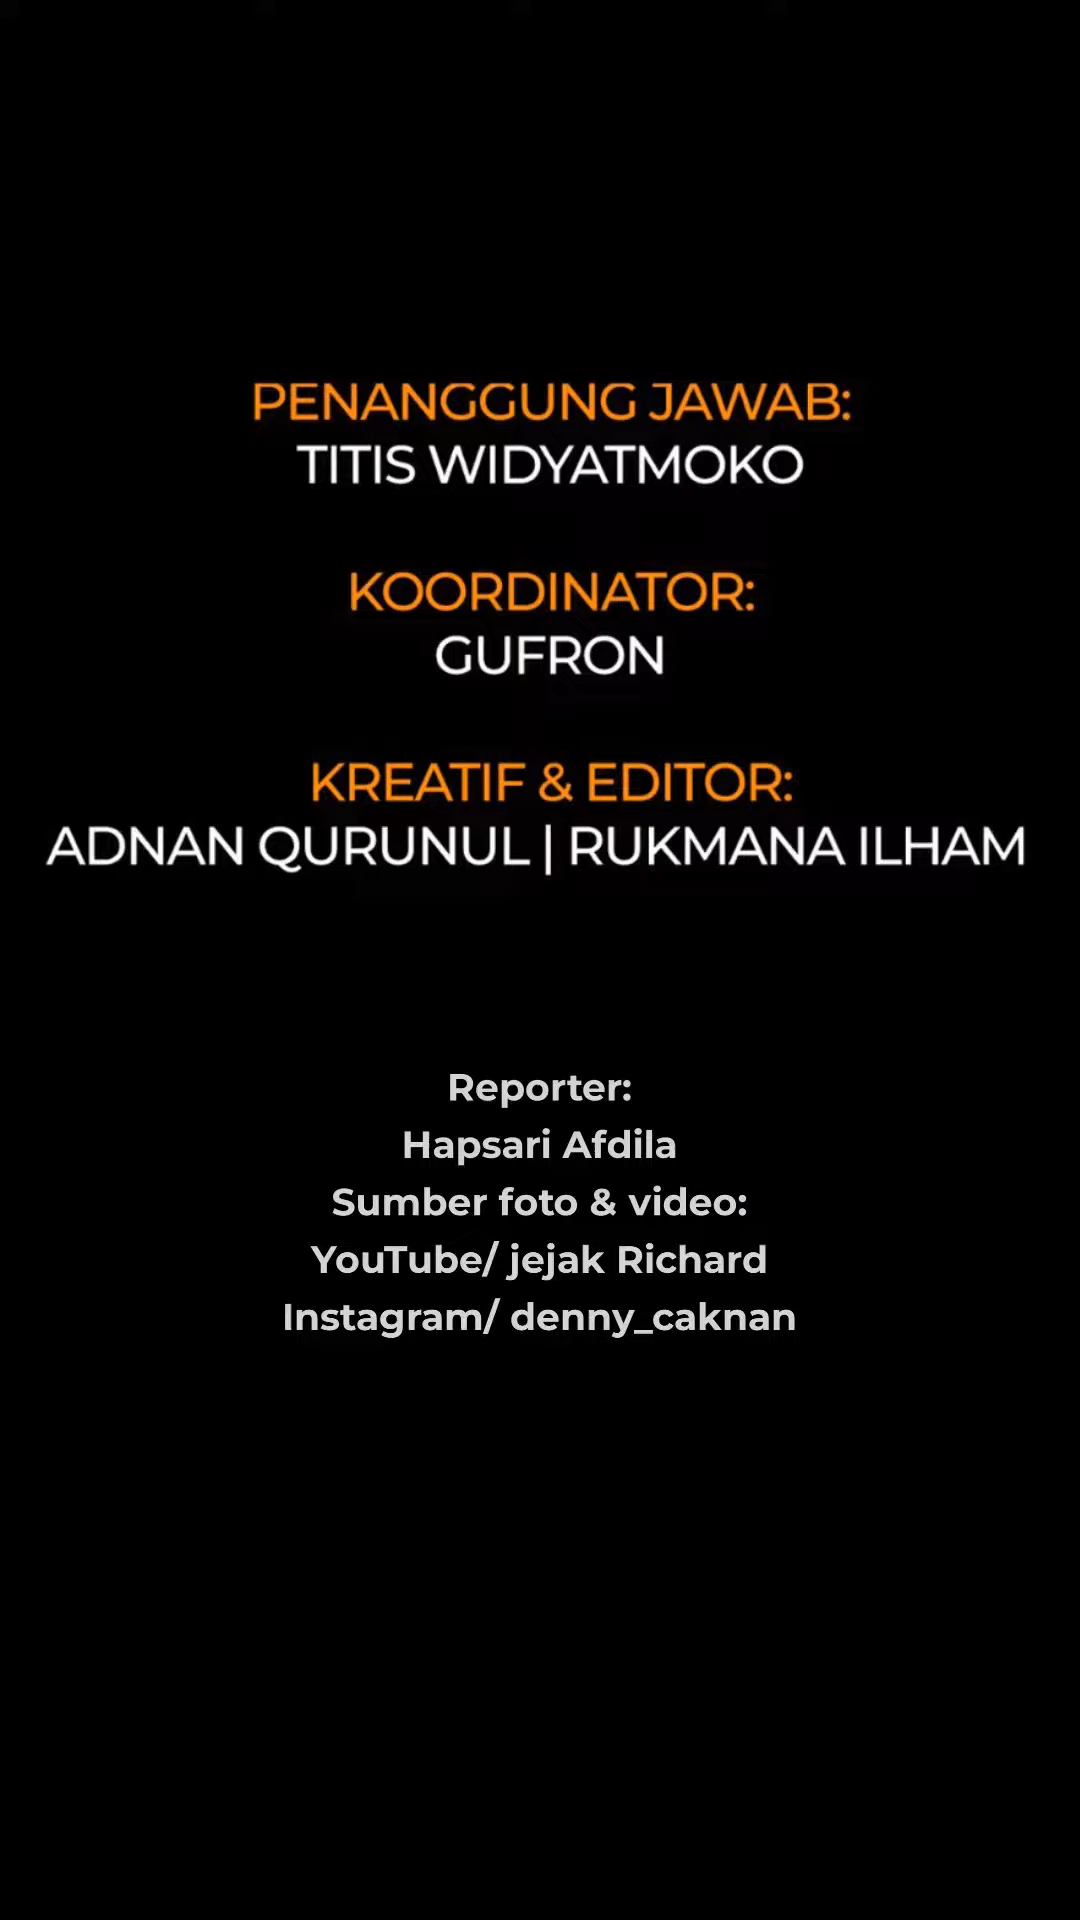 PENANGGUNG JAWAB:
TITIS WIDYATMOKO
KOORDINATOR:
GUFRON
KREATIF & EDITOR:
ADNAN QURUNUL | RUKMANA ILHAM
Reporter:
Hapsari Afdila
Sumber foto & video:
YouTube/ jejak Richard
Instagram/ denny_caknan